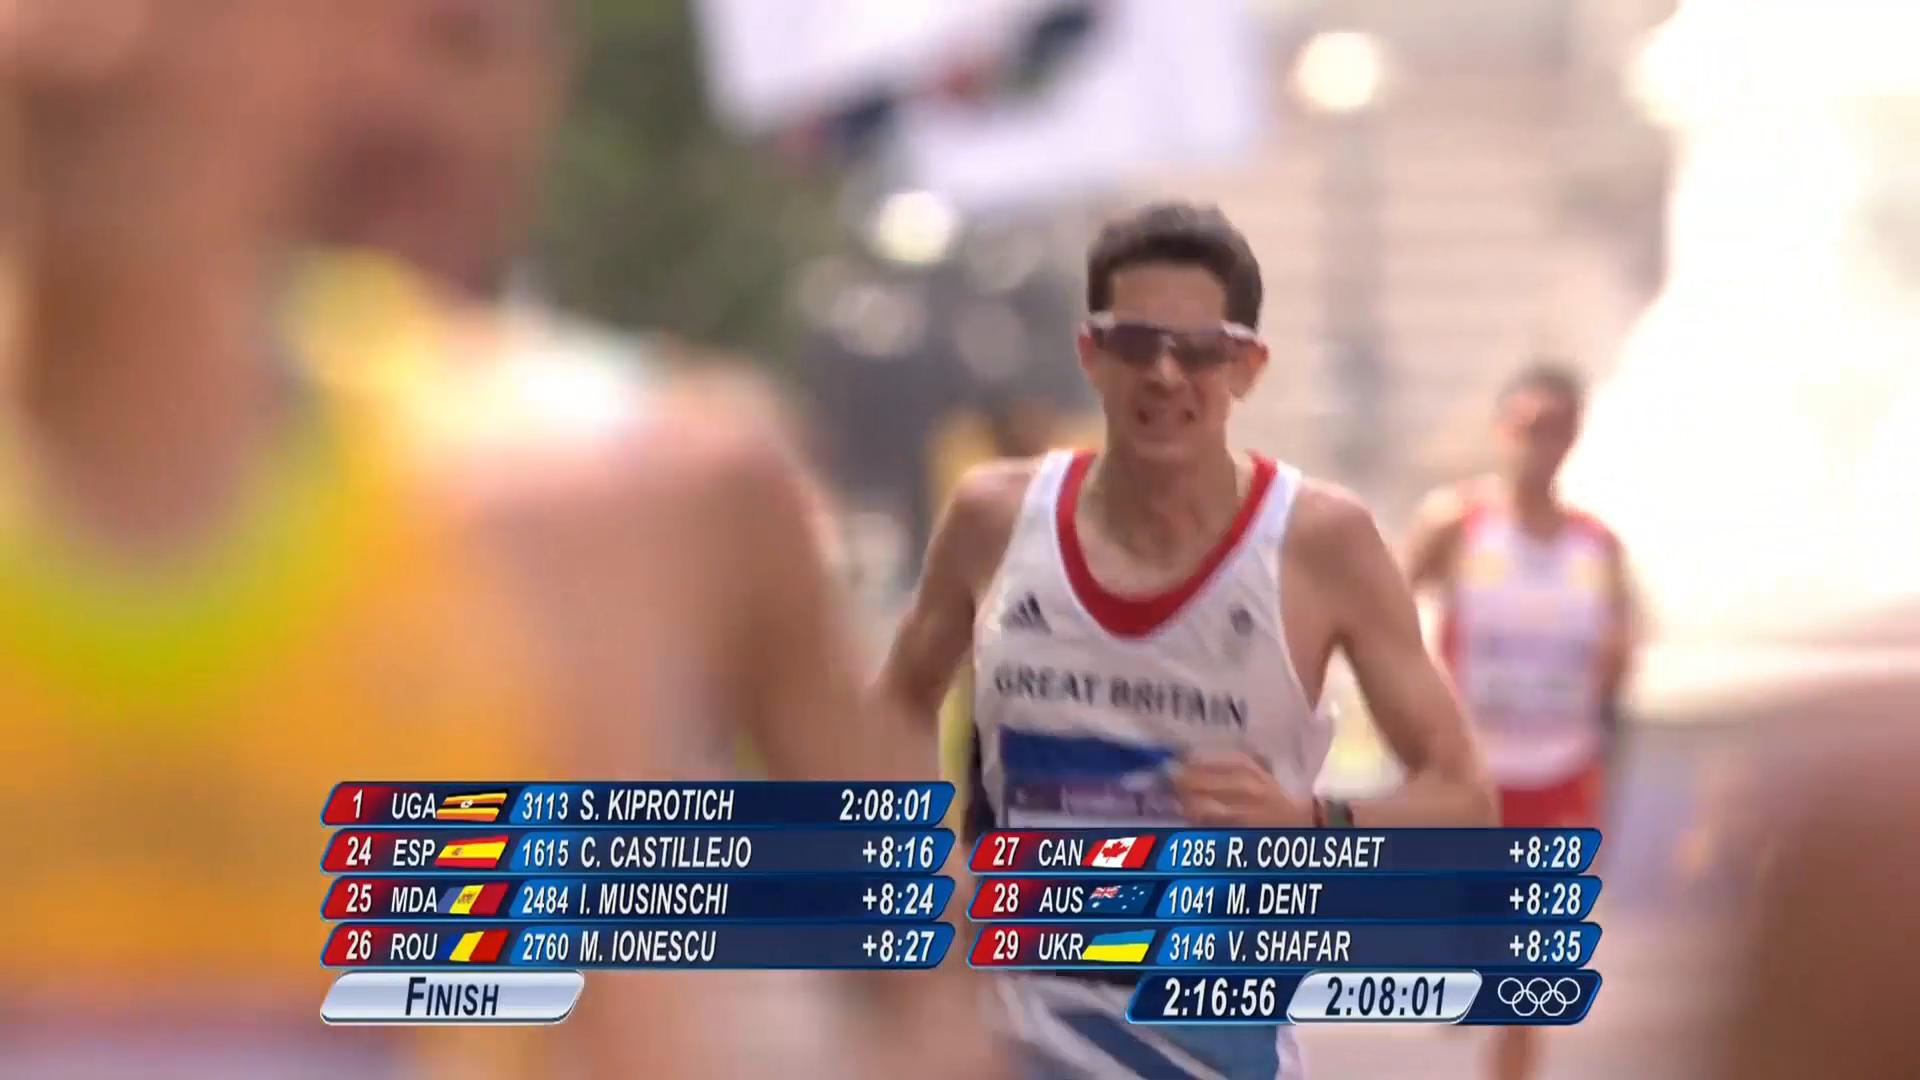 GREAT BRITAIN
1 UGA 3113 S. KIPROTICH 2:08:01
24 ESP 1615 C. CASTILLEJO +8:16
25 MDA 2484 I. MUSINSCHI +8:24
26 ROU 2760 M. IONESCU +8:27
27 CAN 1285 R. COOLSAET +8:28
28 AUS 1041 M. DENT +8:28
29 UKR 3146 V. SHAFAR +8:35
FINISH
2:16:56 2:08:01